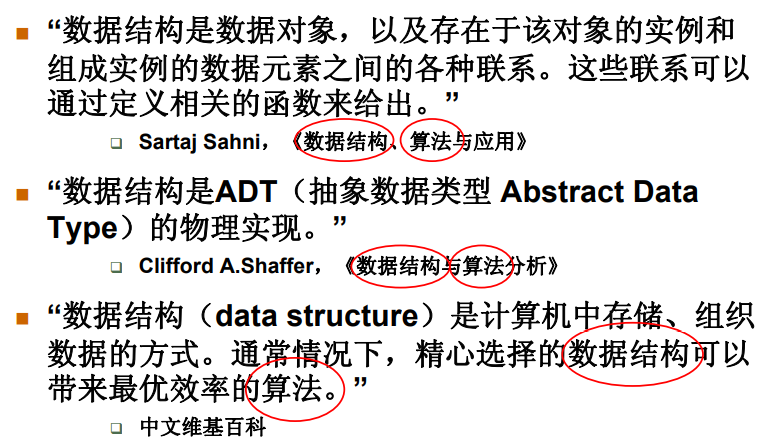 “数据结构是数据对象，以及存在于该对象的实例和
组成实例的数据元素之间的各种联系。这些联系可以
通过定义相关的函数来给出。”
Sartaj Sahni，《数据结构、算法与应用》
“数据结构是ADT（抽象数据类型 Abstract Data
Type）的物理实现。”
Clifford A.Shaffer，《数据结构与算法分析》
“数据结构（data structure）是计算机中存储、组织
数据的方式。通常情况下，精心选择的数据结构可以
带来最优效率的算法。”
中文维基百科